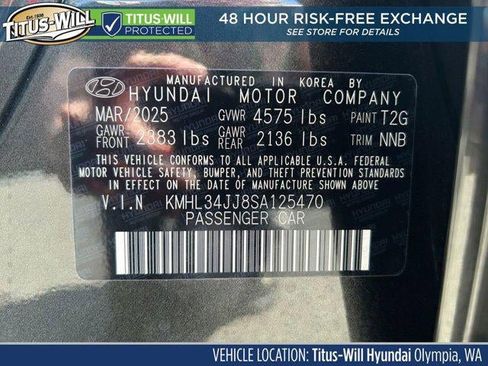 EST. 1938
TITUS-WILL
TITUS-WILL
PROTECTED
48 HOUR RISK-FREE EXCHANGE
SEE STORE FOR DETAILS
MANUFACTURED IN KOREA BY
HYUNDAI MOTOR COMPANY
MAR/2025 GVWR 4575 lbs PAINT T2G
GAWR FRONT 2383 lbs GAWR REAR 2136 lbs TRIM NNB
THIS VEHICLE CONFORMS TO ALL APPLICABLE U.S.A. FEDERAL
MOTOR VEHICLE SAFETY, BUMPER, AND THEFT PREVENTION STANDARDS
IN EFFECT ON THE DATE OF MANUFACTURE SHOWN ABOVE.
V.I.N KMHL34JJ8SA125470
PASSENGER CAR
VEHICLE LOCATION: Titus-Will Hyundai Olympia, WA